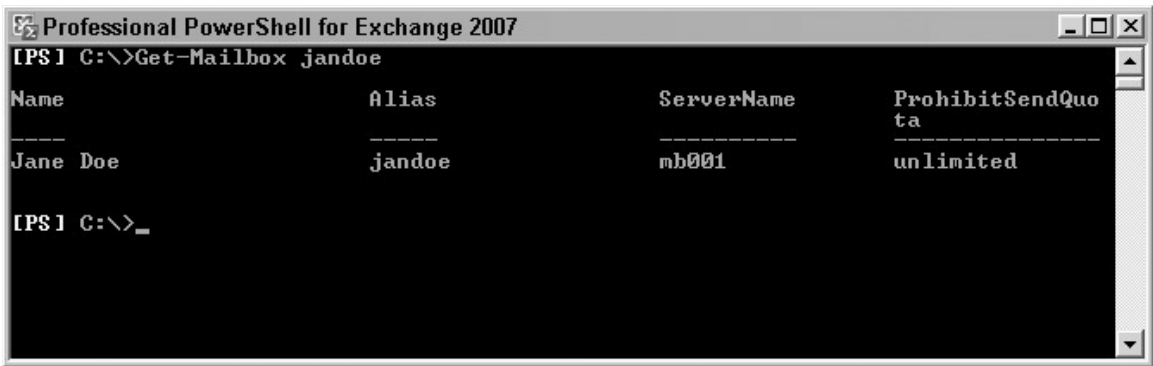 Professional PowerShell for Exchange 2007
[PS] C:\>Get-Mailbox jandoe
Name Alias ServerName ProhibitSendQuo
ta
---- ----- ---------- ---------------
Jane Doe jandoe mb001 unlimited
[PS] C:\>_